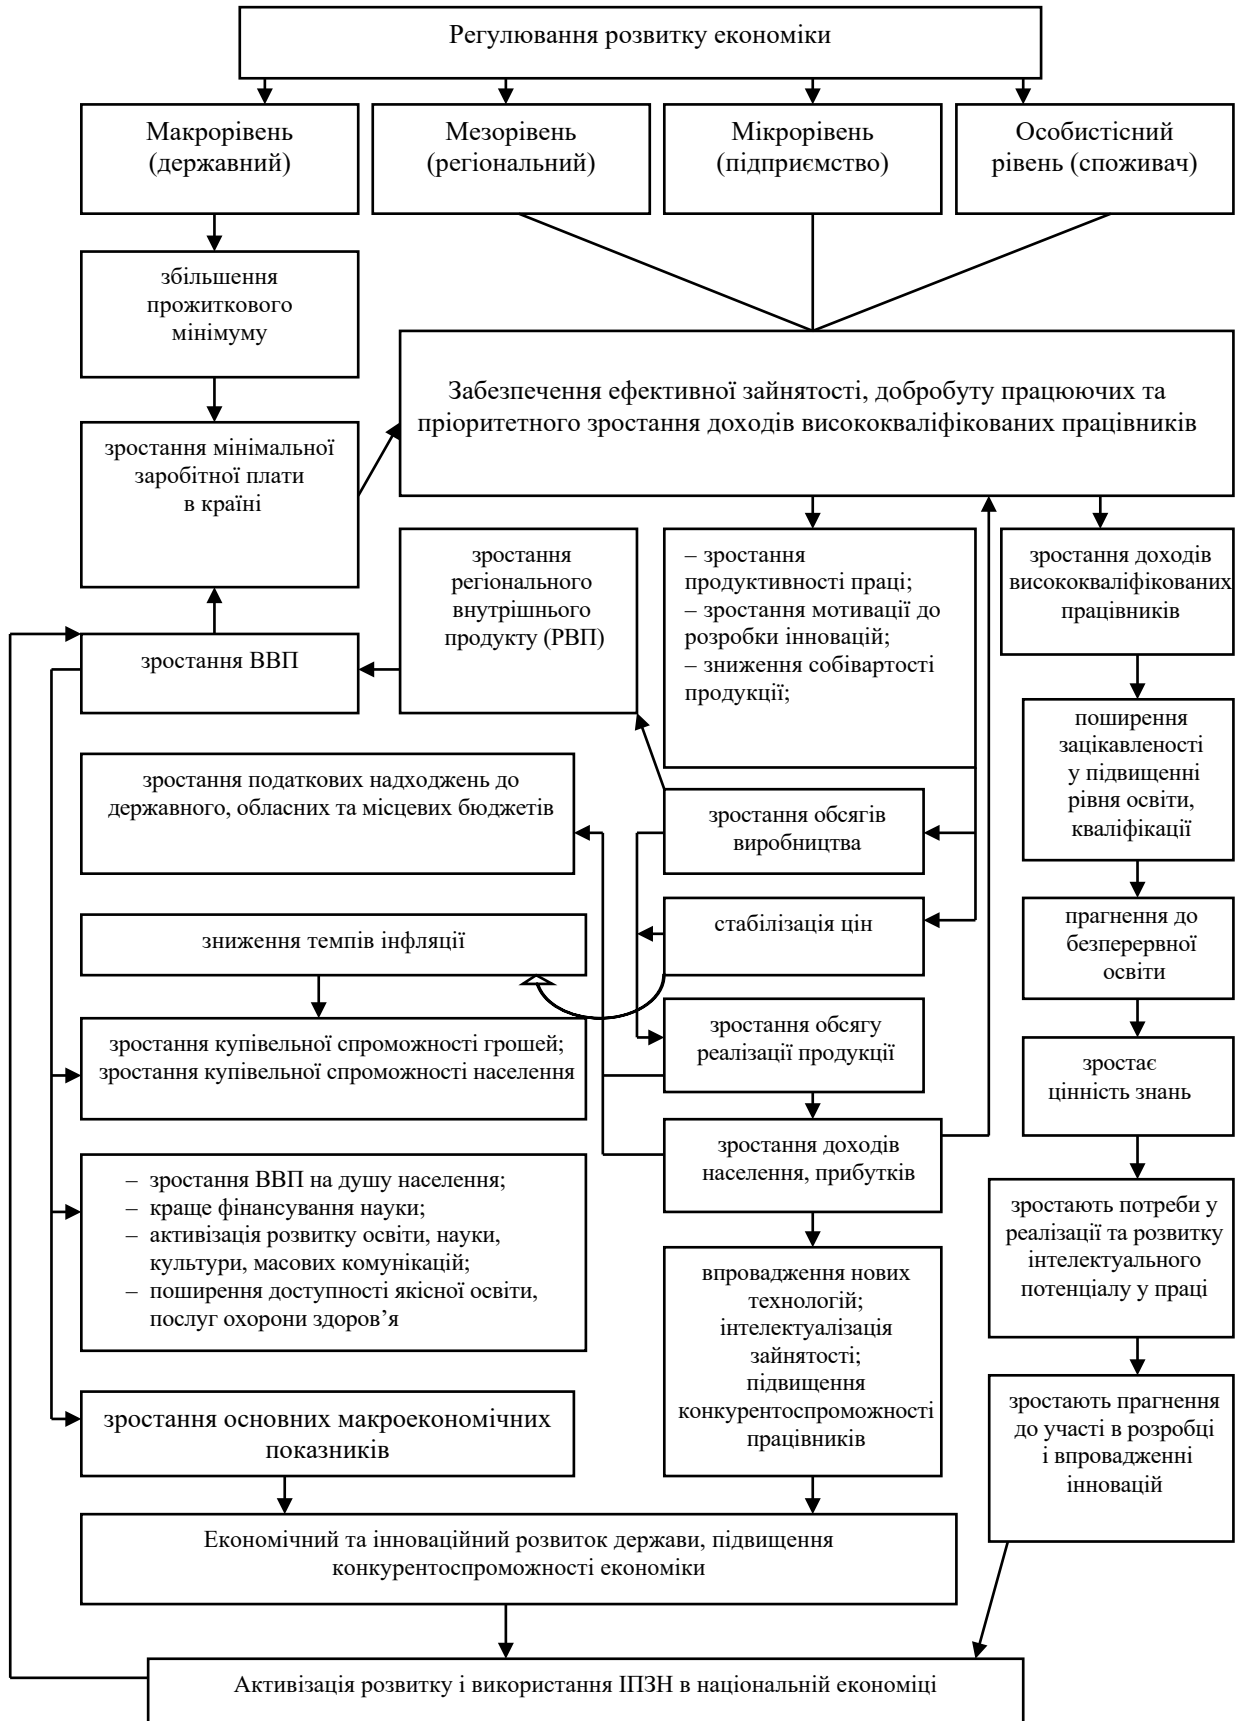 Регулювання розвитку економіки
Макрорівень
(державний)
Мезорівень
(регіональний)
Мікрорівень
(підприємство)
Особистісний
рівень (споживач)
збільшення
прожиткового
мінімуму
Забезпечення ефективної зайнятості, добробуту працюючих та
пріоритетного зростання доходів висококваліфікованих працівників
зростання мінімальної
заробітної плати
в країні
зростання
регіонального
внутрішнього
продукту (РВП)
– зростання
продуктивності праці;
– зростання мотивації до
розробки інновацій;
– зниження собівартості
продукції;
зростання доходів
висококваліфікованих
працівників
зростання ВВП
поширення
зацікавленості
у підвищенні
рівня освіти,
кваліфікації
зростання податкових надходжень до
державного, обласних та місцевих бюджетів
зростання обсягів
виробництва
стабілізація цін
прагнення до
безперервної
освіти
зниження темпів інфляції
зростання обсягу
реалізації продукції
зростання купівельної спроможності грошей;
зростання купівельної спроможності населення
зростає
цінність знань
зростання доходів
населення, прибутків
– зростання ВВП на душу населення;
– краще фінансування науки;
– активізація розвитку освіти, науки,
культури, масових комунікацій;
– поширення доступності якісної освіти,
послуг охорони здоров’я
зростають потреби у
реалізації та розвитку
інтелектуального
потенціалу у праці
впровадження нових
технологій;
інтелектуалізація
зайнятості;
підвищення
конкурентоспроможності
працівників
зростають прагнення
до участі в розробці
і впровадженні
інновацій
зростання основних макроекономічних
показників
Економічний та інноваційний розвиток держави, підвищення
конкурентоспроможності економіки
Активізація розвитку і використання ІПЗН в національній економіці